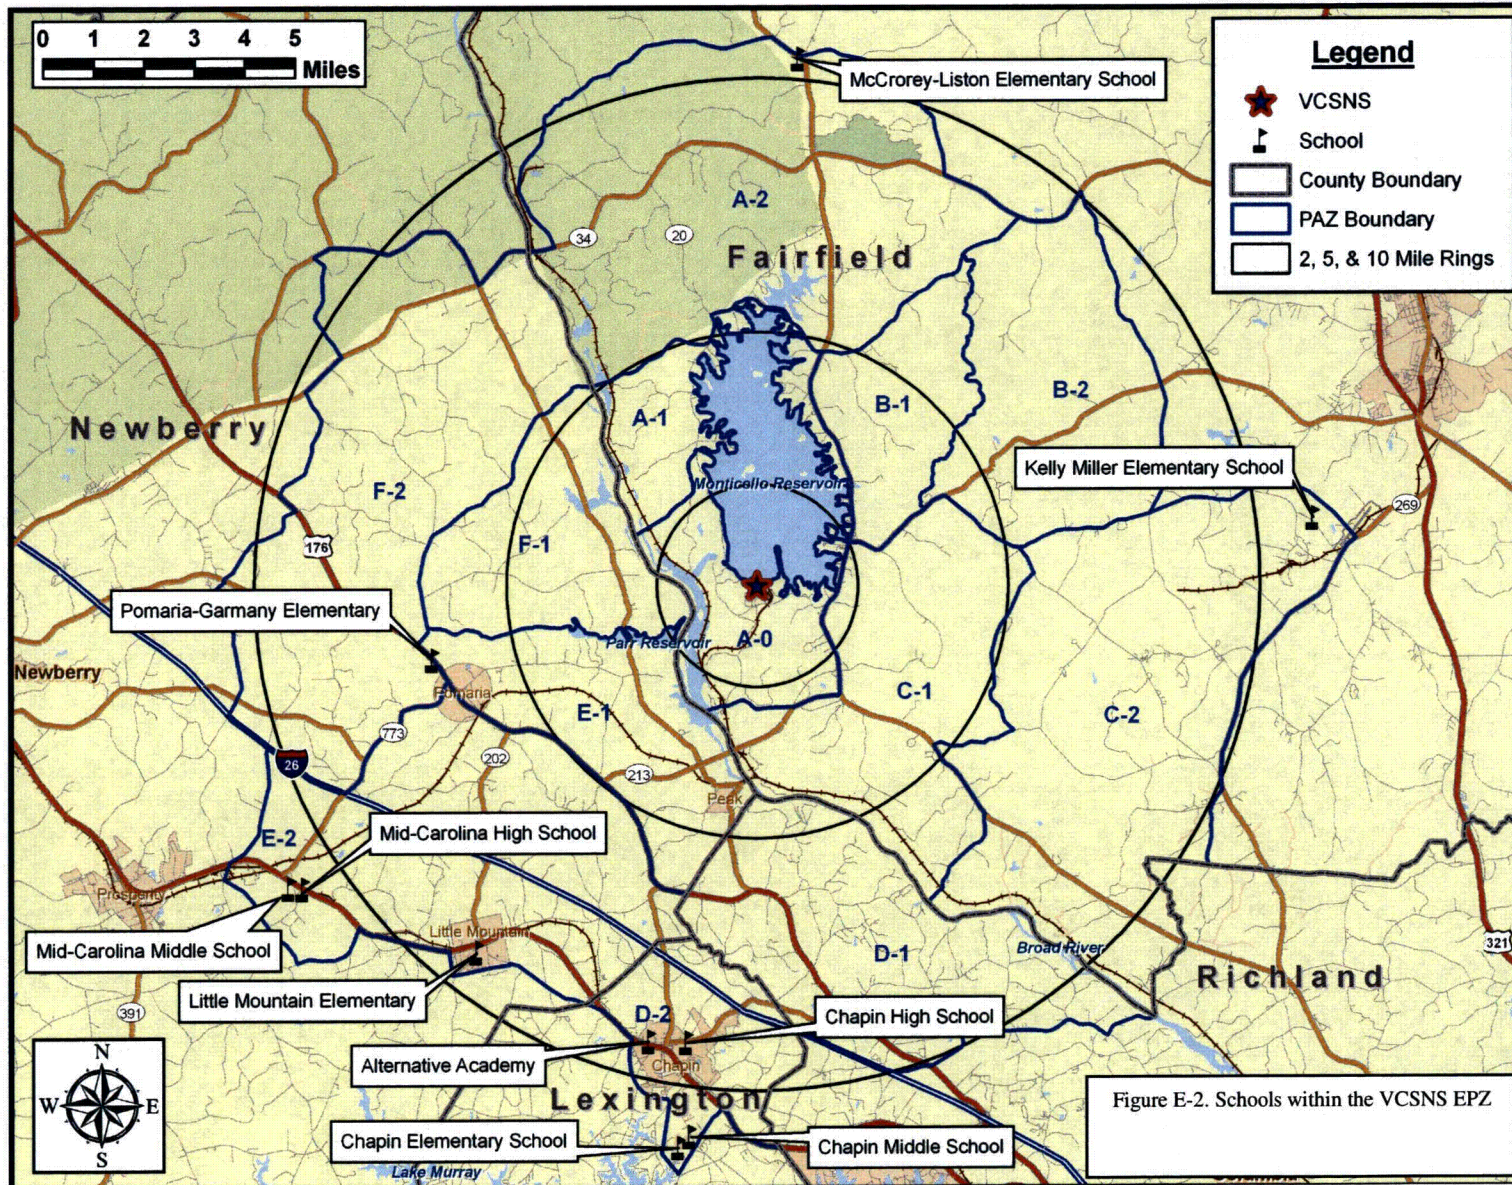 0 1 2 3 4 5
Miles
McCrorey-Liston Elementary School
Legend
VCSNS
School
County Boundary
PAZ Boundary
2, 5, & 10 Mile Rings
A-2
34
20
Fairfield
A-1
B-1
B-2
Newberry
Kelly Miller Elementary School
Monticello Reservoir
F-2
269
176
F-1
Pomaria-Garmany Elementary
Parr Reservoir
A-0
Newberry
Pomaria
C-1
E-1
C-2
773
202
26
213
Peak
E-2
Mid-Carolina High School
Prosperity
Little Mountain
Mid-Carolina Middle School
D-1
Broad River
321
Richland
Little Mountain Elementary
391
D-2
Chapin High School
Alternative Academy
Chapin
N
W E
S
Lexington
Figure E-2. Schools within the VCSNS EPZ
Chapin Elementary School
Chapin Middle School
Lake Murray